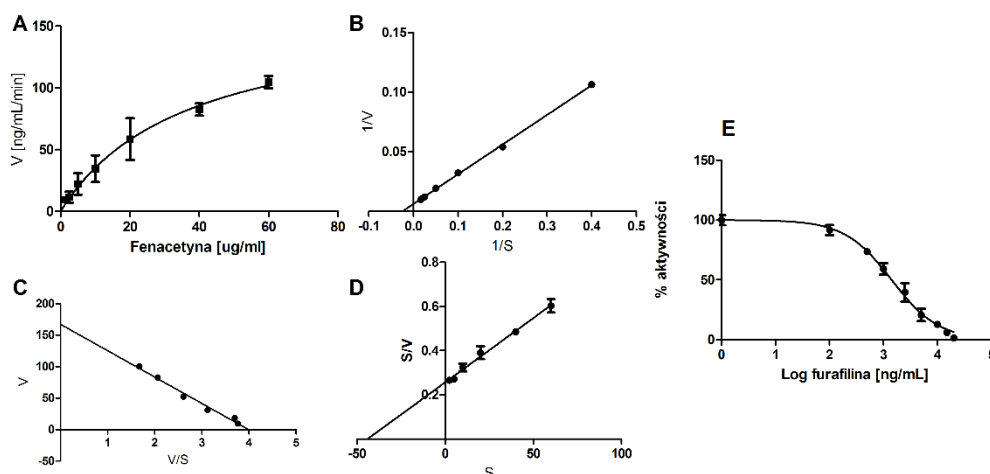 A
150
100
50
0
V [ng/mL/min]
0 20 40 60 80
Fenacetyna [ug/ml]
B
0.15
0.10
0.05
1/V
-0.1 0.0 0.1 0.2 0.3 0.4 0.5
1/S
C
200
150
100
50
0
-50
V
1 2 3 4 5
V/S
D
0.8
0.6
0.4
0.2
S/V
-50 0 50 100
S
E
150
100
50
0
% aktywności
0 1 2 3 4 5
Log furafilina [ng/mL]